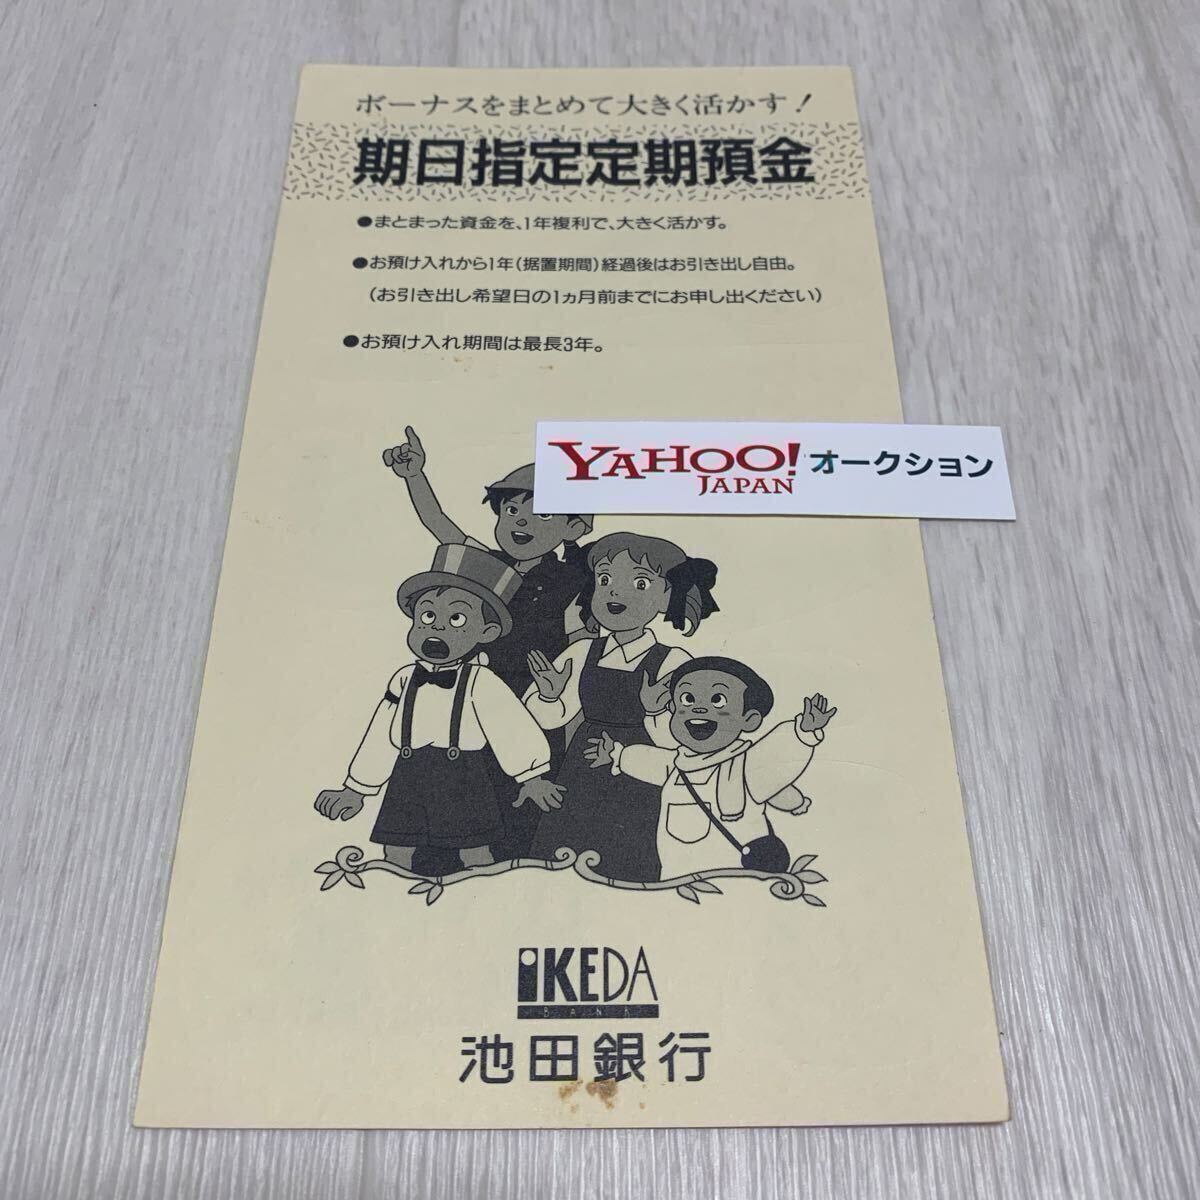 ボーナスをまとめて大きく活かす!
期日指定定期預金
●まとまった資金を、1年複利で、大きく活かす。
●お預け入れから1年(据置期間)経過後はお引き出し自由。
(お引き出し希望日の1ヵ月前までにお申し出ください)
●お預け入れ期間は最長3年。
YAHOO! オークション
JAPAN
iKEDA
BANK
池田銀行